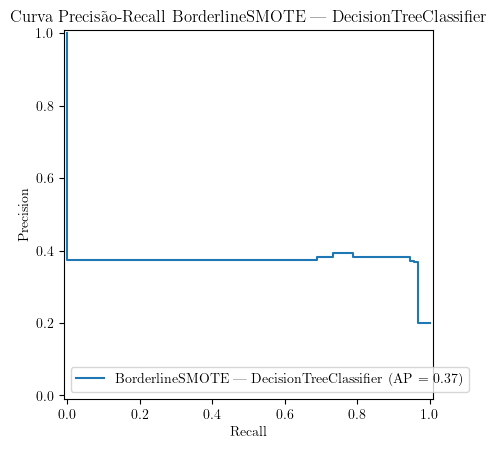 Curva Precisão-Recall BorderlineSMOTE — DecisionTreeClassifier
1.0
0.8
0.6
0.4
0.2
0.0
Precision
BorderlineSMOTE — DecisionTreeClassifier (AP = 0.37)
0.0 0.2 0.4 0.6 0.8 1.0
Recall